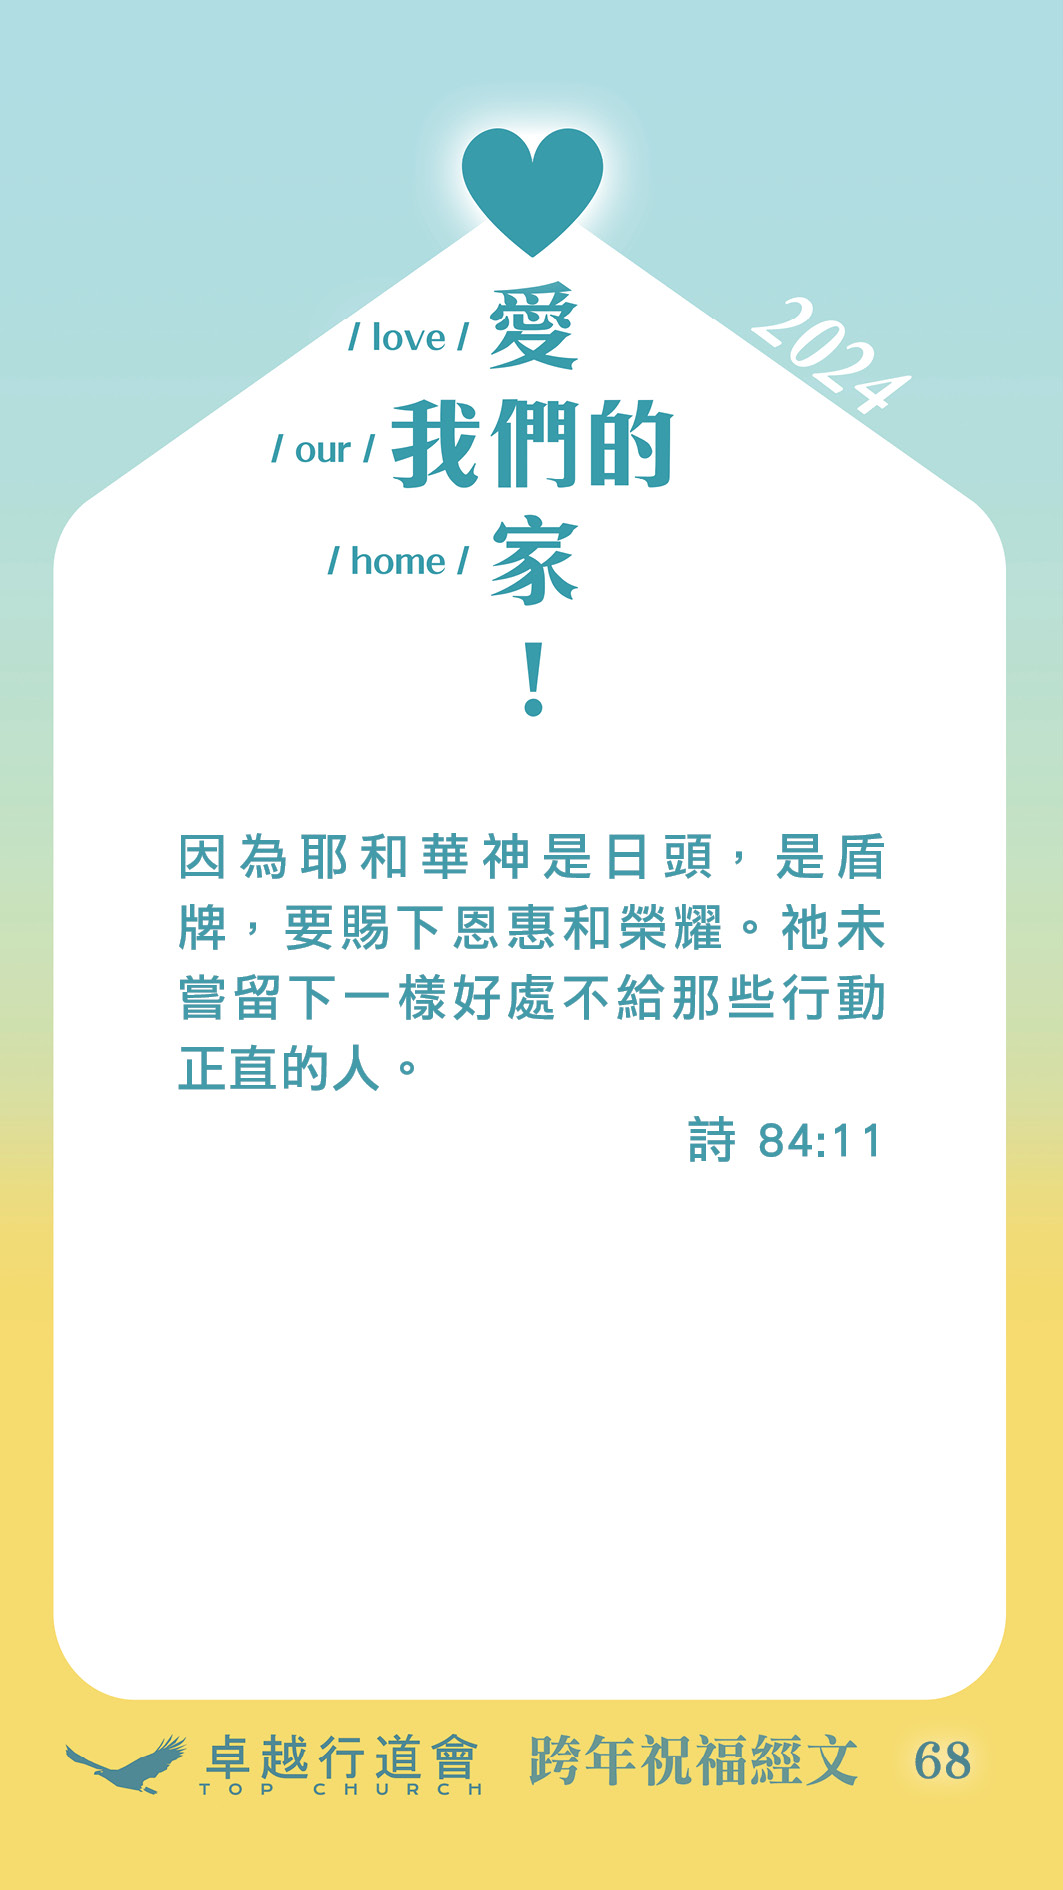 / love / 愛
2024
/ our / 我們的
/ home / 家
！
因為耶和華神是日頭，是盾
牌，要賜下恩惠和榮耀。祂未
嘗留下一樣好處不給那些行動
正直的人。
詩 84:11
卓越行道會
TOP CHURCH
跨年祝福經文 68